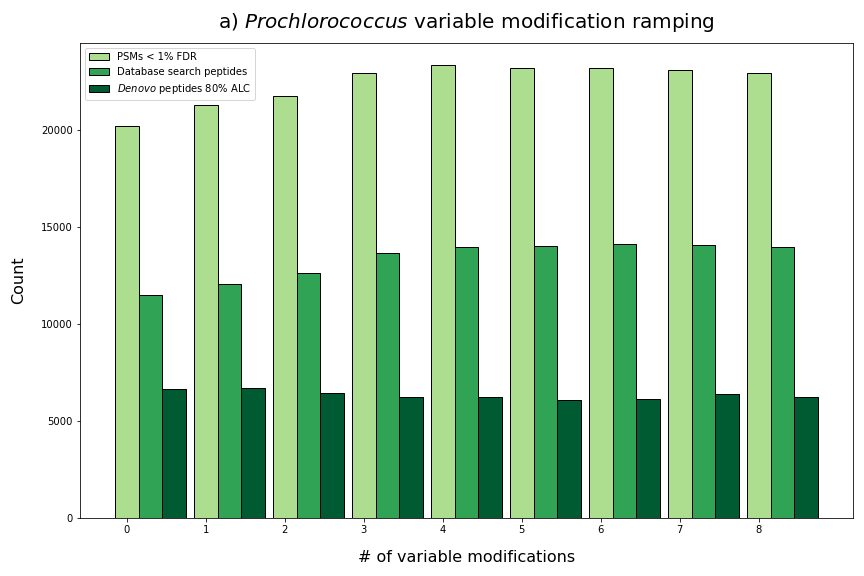 a) Prochlorococcus variable modification ramping
PSMs < 1% FDR
Database search peptides
Denovo peptides 80% ALC
20000
15000
10000
5000
0
Count
0 1 2 3 4 5 6 7 8
# of variable modifications